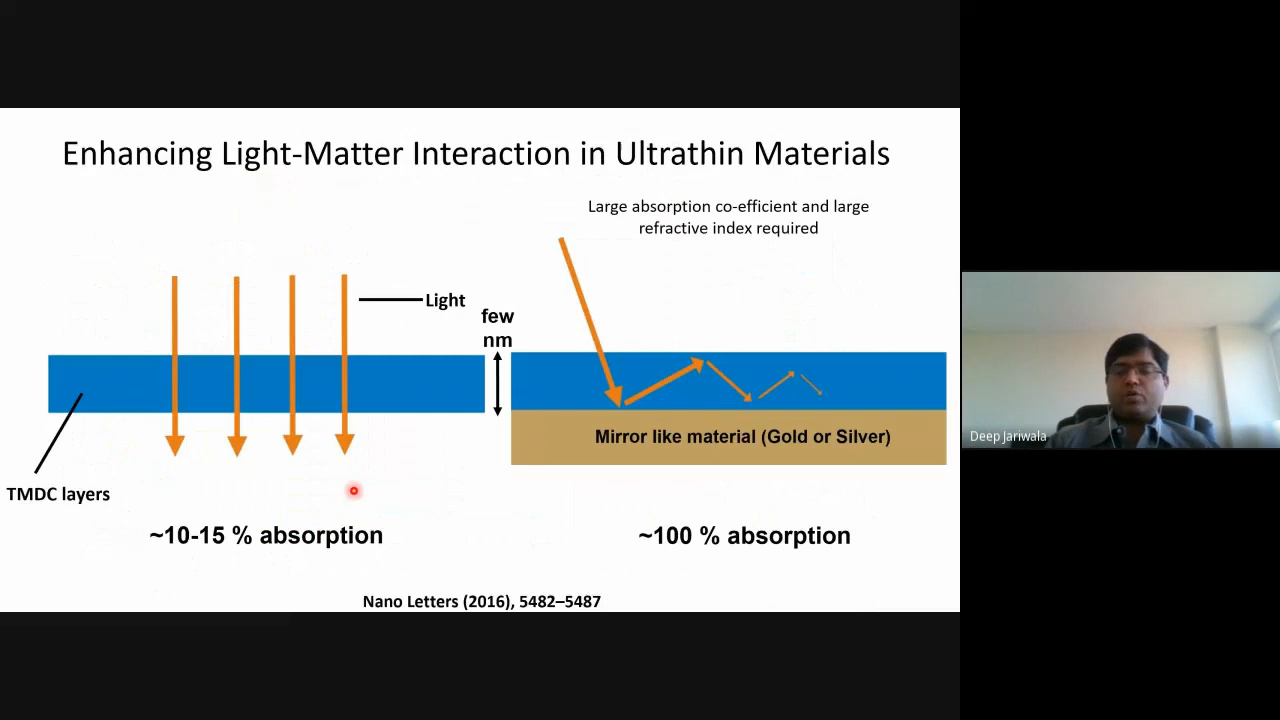 Enhancing Light-Matter Interaction in Ultrathin Materials
Large absorption co-efficient and large
refractive index required
Light
few
nm
Mirror like material (Gold or Silver)
TMDC layers
~10-15 % absorption
~100 % absorption
Nano Letters (2016), 5482–5487
Deep Jariwala